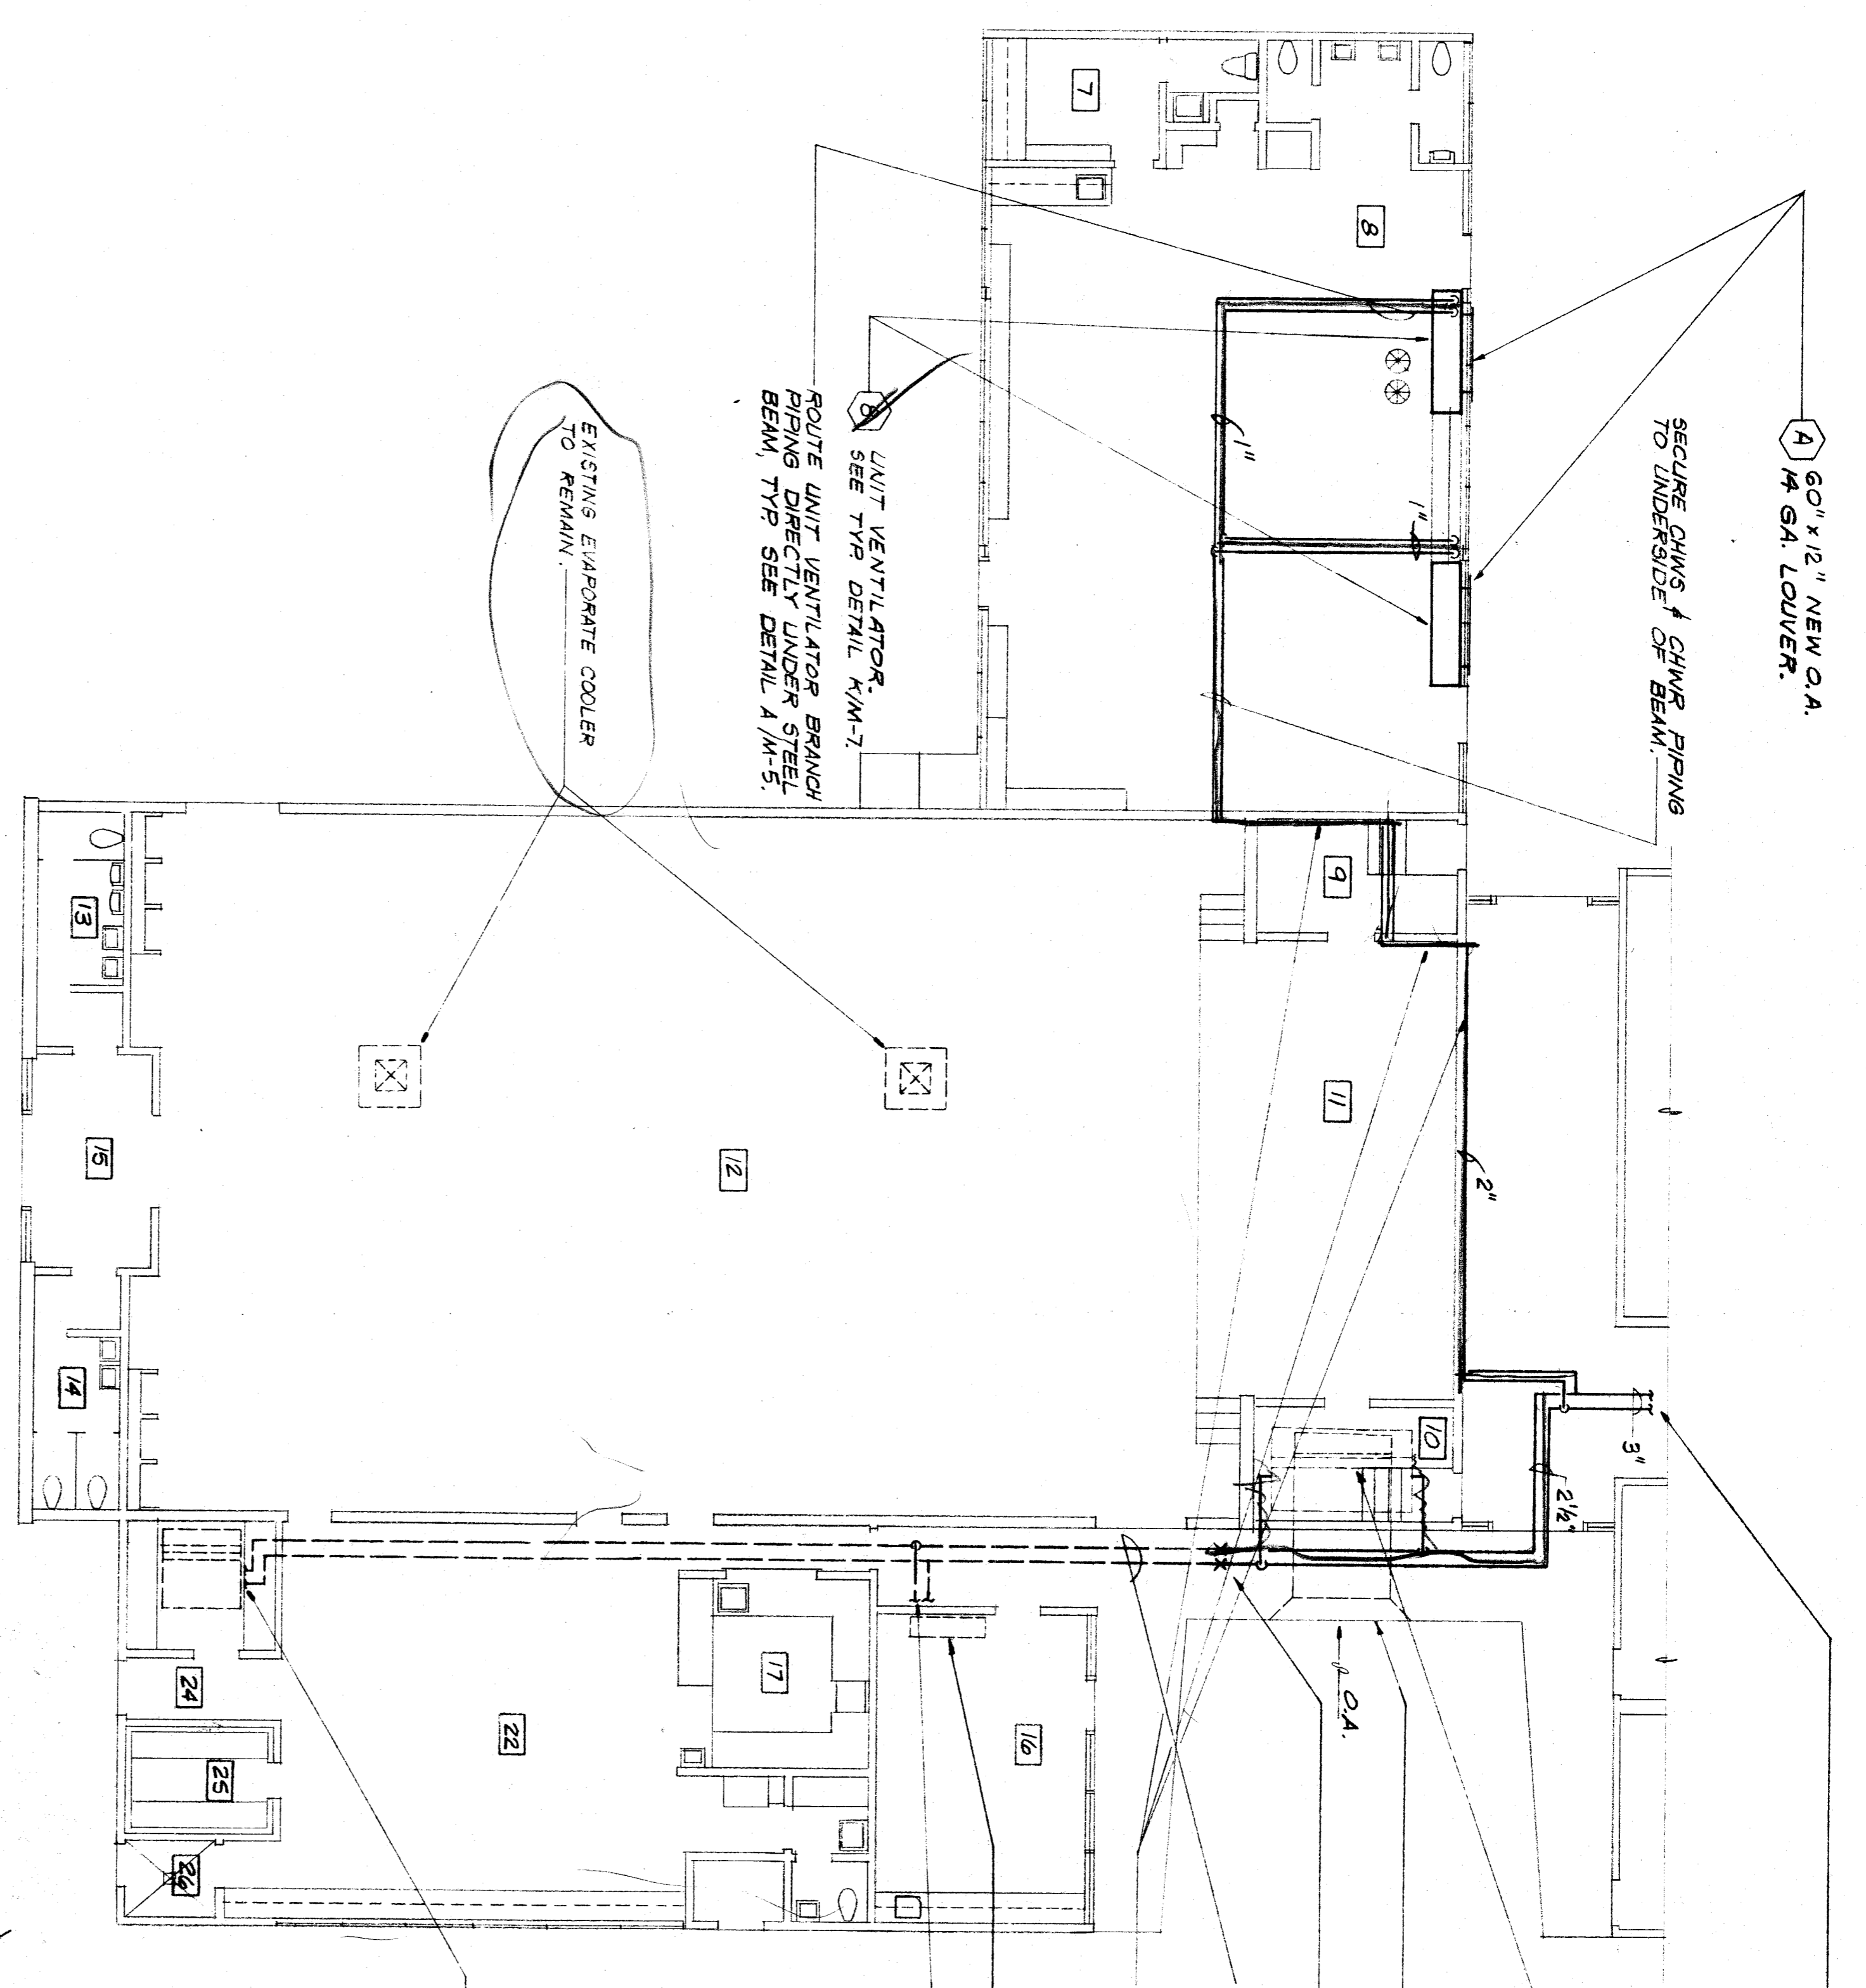 A
60" x 12" NEW O.A.
14 GA. LOUVER.
SECURE CHWS & CHWR PIPING
TO UNDERSIDE OF BEAM.
UNIT VENTILATOR.
SEE TYP. DETAIL K/M-7.
ROUTE UNIT VENTILATOR BRANCH
PIPING DIRECTLY UNDER STEEL
BEAM, TYP. SEE DETAIL A/M-5.
EXISTING EVAPORATE COOLER
TO REMAIN.
7
8
1"
1"
9
11
2"
10
3"
2½"
O.A.
12
13
15
14
16
17
22
24
25
26